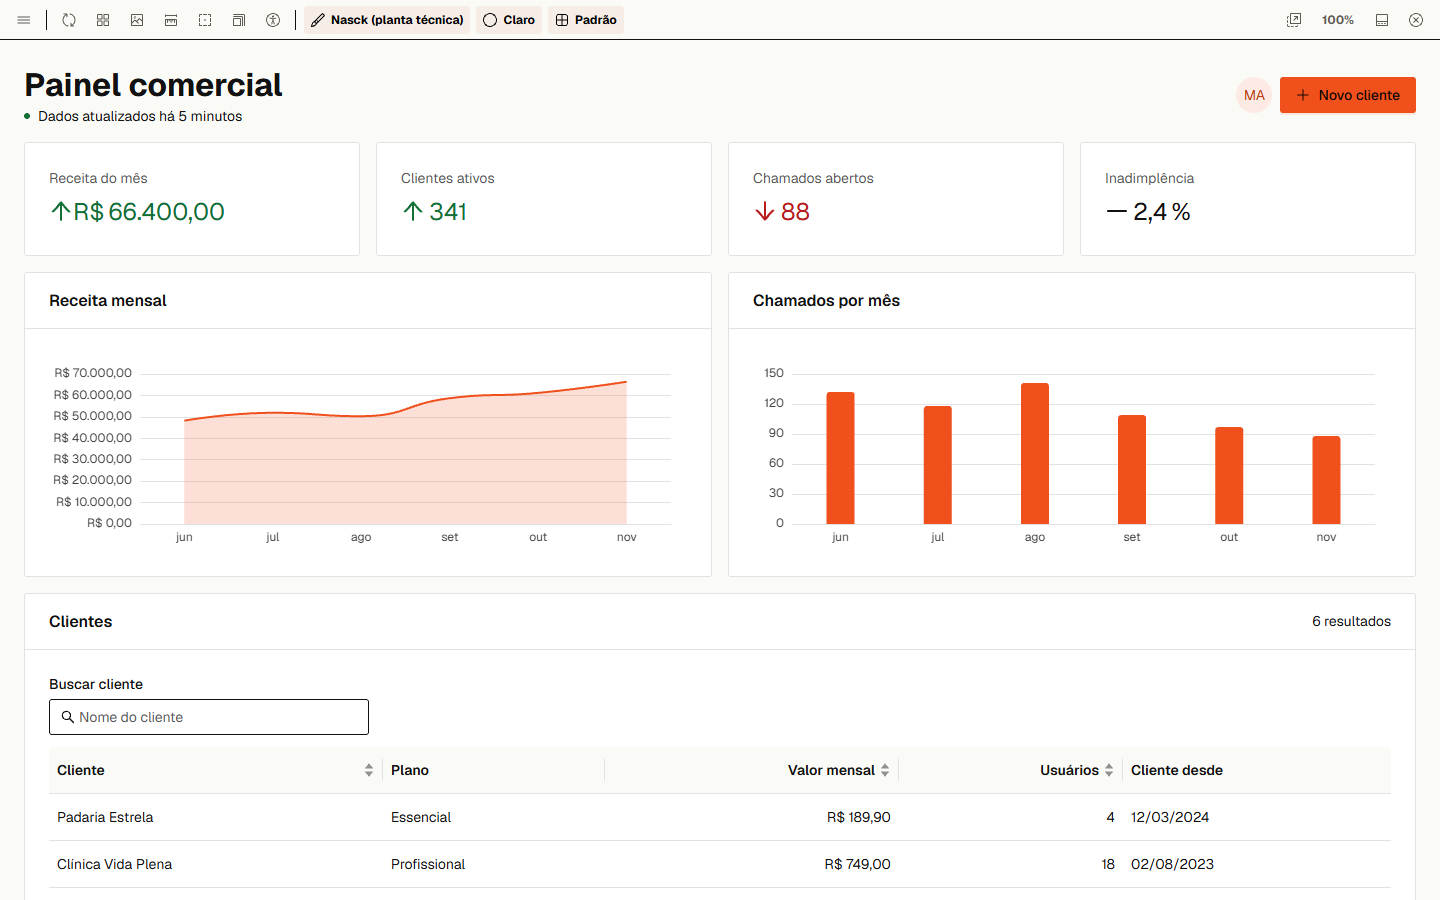 Nasck (planta técnica) Claro Padrão 100%
Painel comercial
Dados atualizados há 5 minutos
MA
Novo cliente
Receita do mês
R$ 66.400,00
Clientes ativos
341
Chamados abertos
88
Inadimplência
2,4 %
Receita mensal
R$ 70.000,00
R$ 60.000,00
R$ 50.000,00
R$ 40.000,00
R$ 30.000,00
R$ 20.000,00
R$ 10.000,00
R$ 0,00
jun jul ago set out nov
Chamados por mês
150
120
90
60
30
0
jun jul ago set out nov
Clientes
6 resultados
Buscar cliente
Nome do cliente
Cliente Plano Valor mensal Usuários Cliente desde
Padaria Estrela Essencial R$ 189,90 4 12/03/2024
Clínica Vida Plena Profissional R$ 749,00 18 02/08/2023